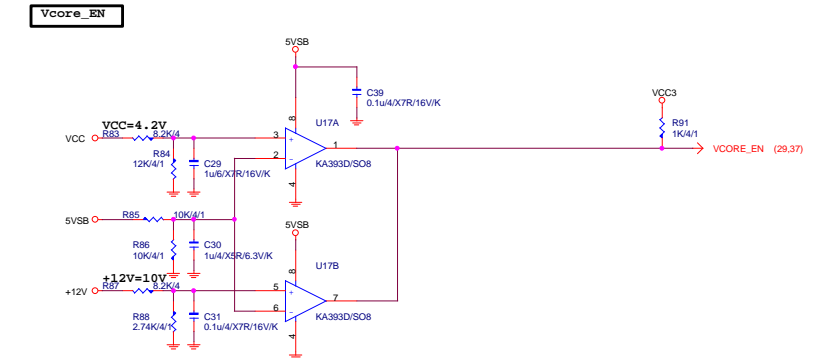 Vcore_EN
5VSB
C39
0.1u/4/X7R/16V/K
VCC3
8
U17A
R91
1K/4/1
VCC=4.2V
VCC R83 8.2K/4
3
+
1
VCORE_EN (29,37)
R84
12K/4/1
C29
1u/6/X7R/16V/K
2
-
KA393D/SO8
4
5VSB R85 10K/4/1
5VSB
R86
10K/4/1
C30
1u/4/X5R/6.3V/K
8
U17B
+12V=10V
+12V R87 8.2K/4
5
+
7
R88
2.74K/4/1
C31
0.1u/4/X7R/16V/K
6
-
KA393D/SO8
4